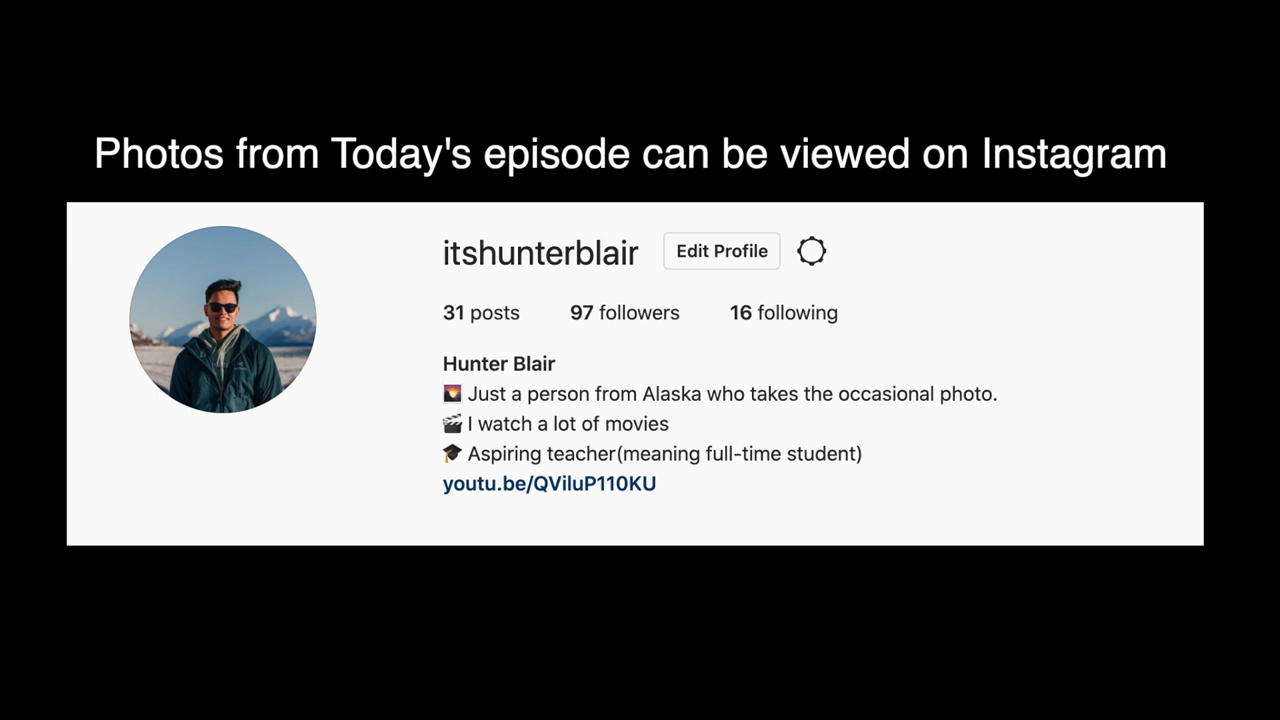 Photos from Today's episode can be viewed on Instagram
itshunterblair Edit Profile
31 posts 97 followers 16 following
Hunter Blair
🌄 Just a person from Alaska who takes the occasional photo.
🎬 I watch a lot of movies
🎓 Aspiring teacher(meaning full-time student)
youtu.be/QViluP110KU